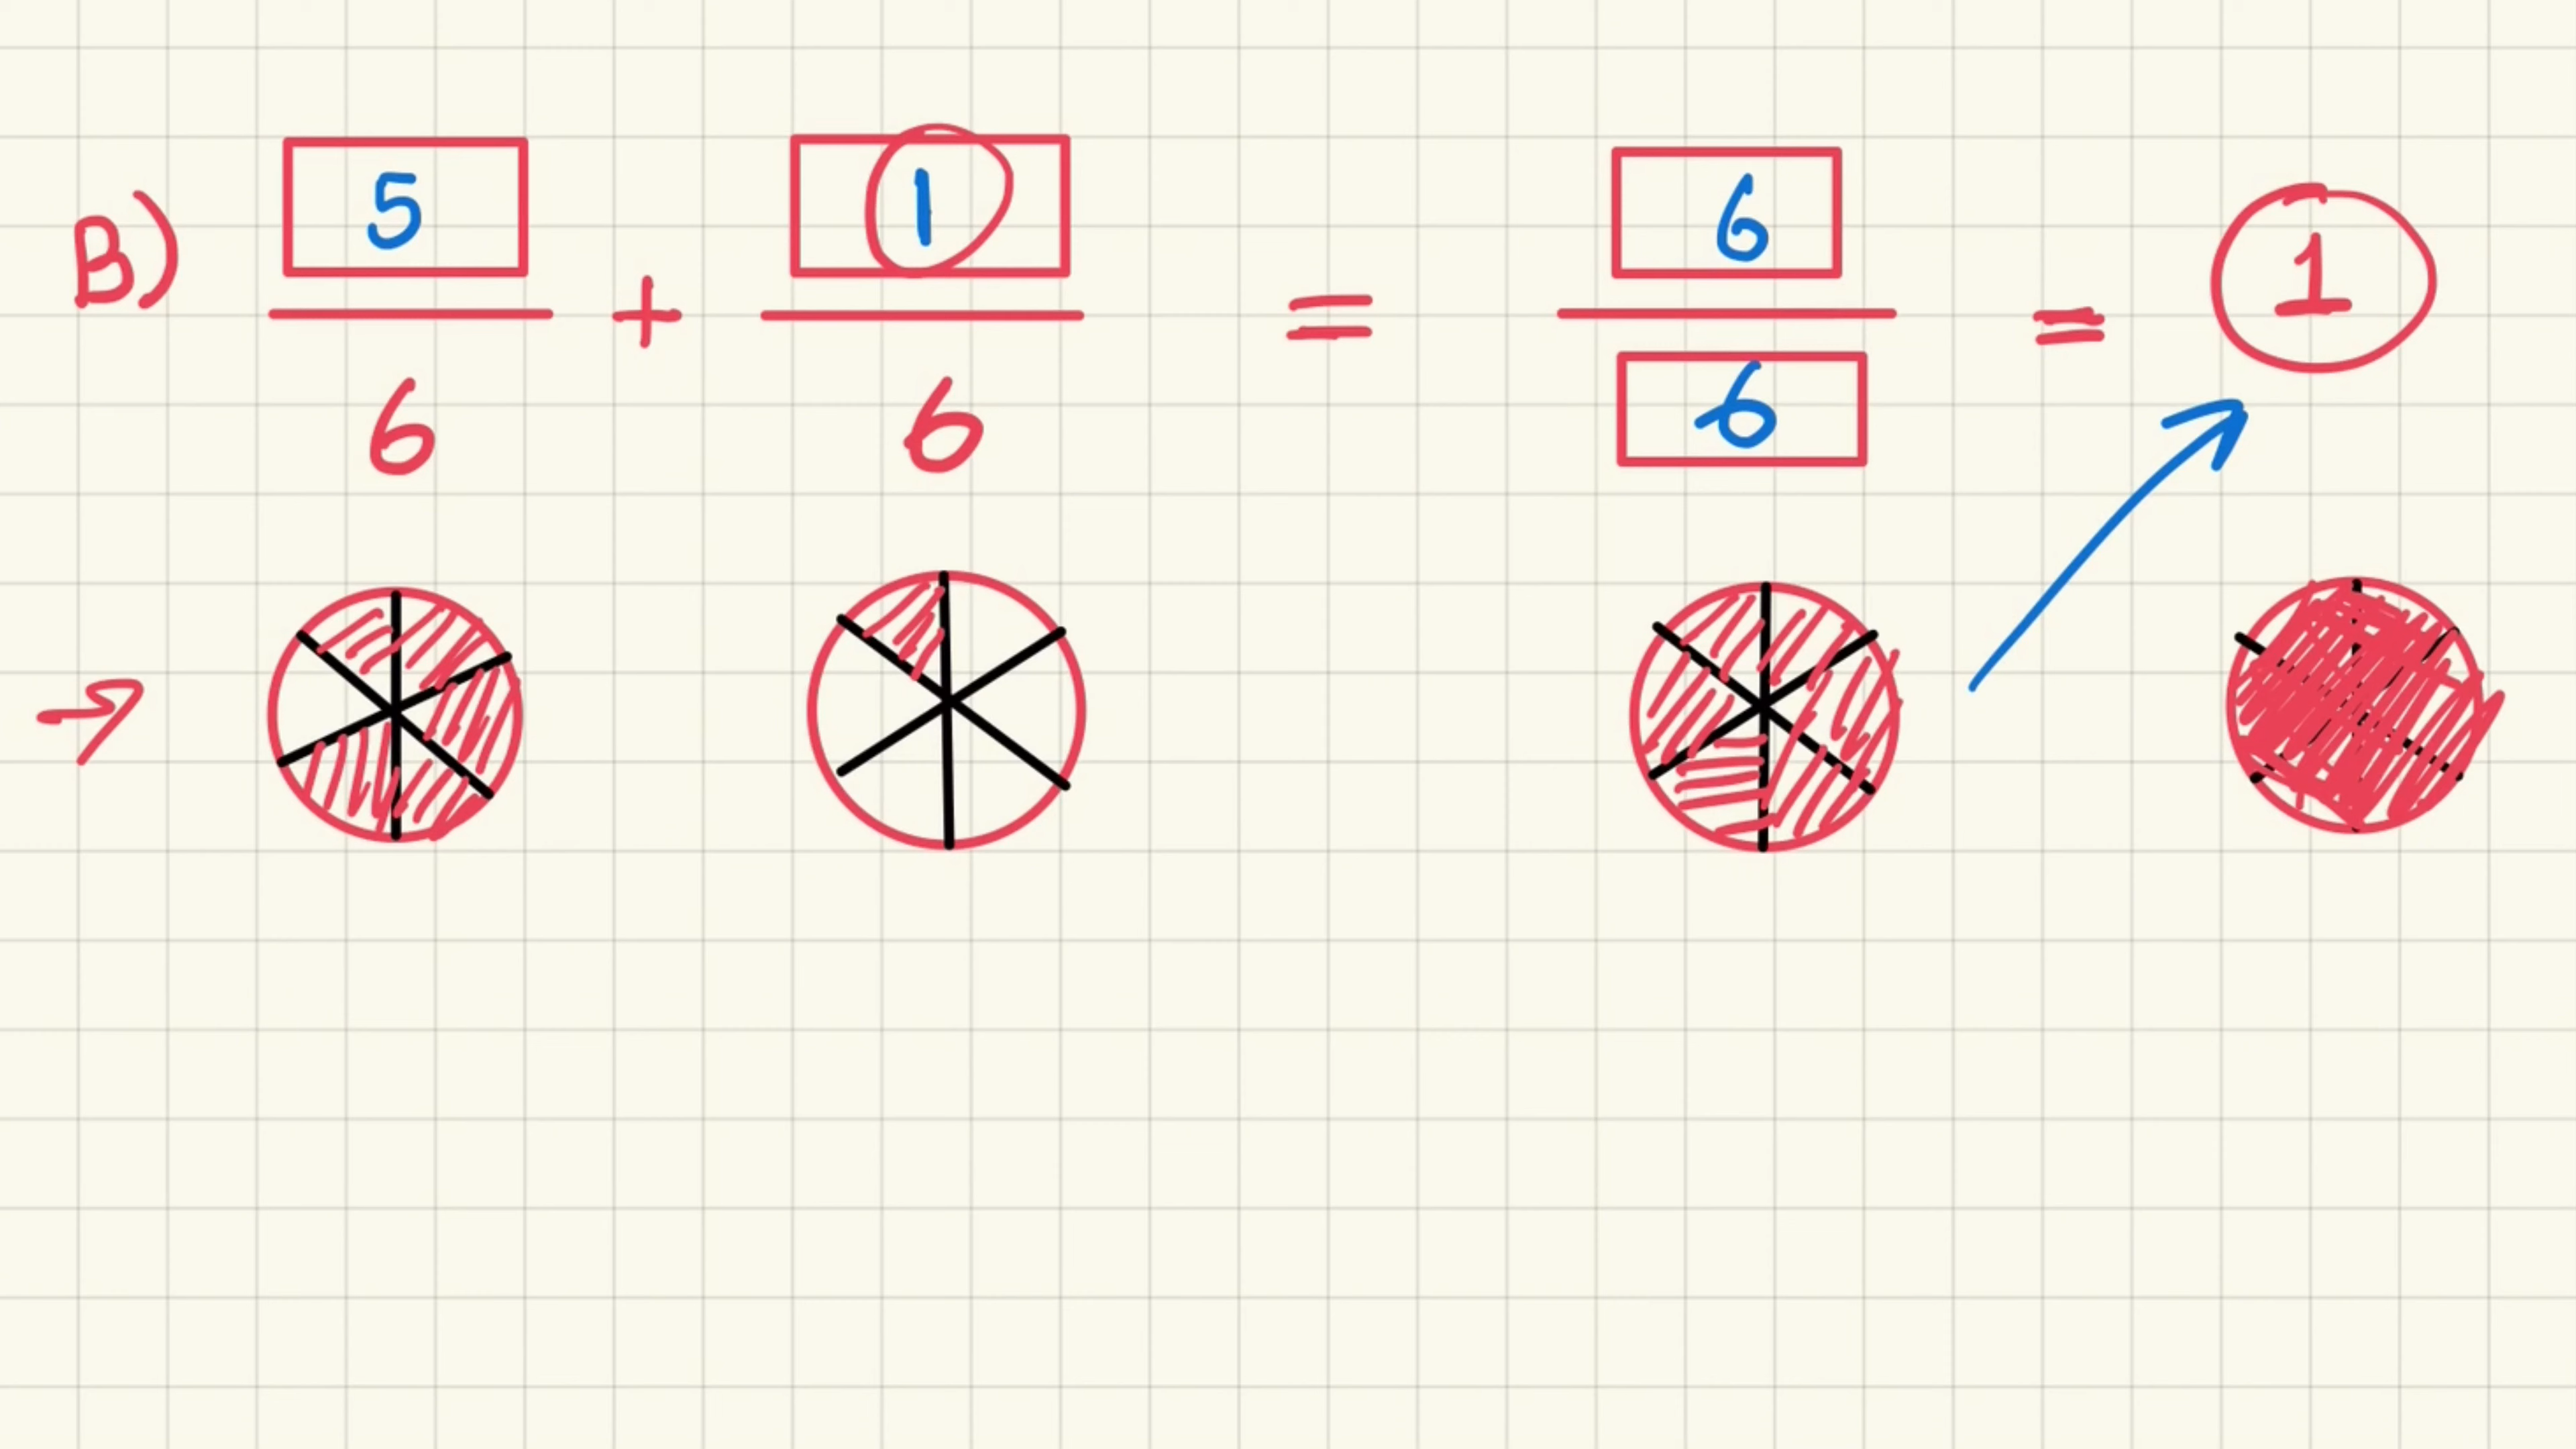 B) 5/6 + 1/6 = 6/6 = 1